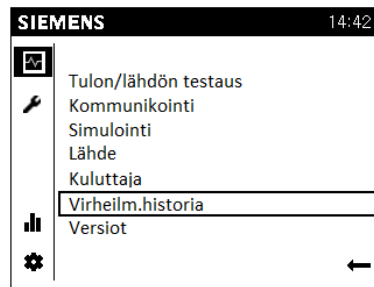 SIEMENS 14:42
Tulon/lähdön testaus
Kommunikointi
Simulointi
Lähde
Kuluttaja
Virheilm.historia
Versiot